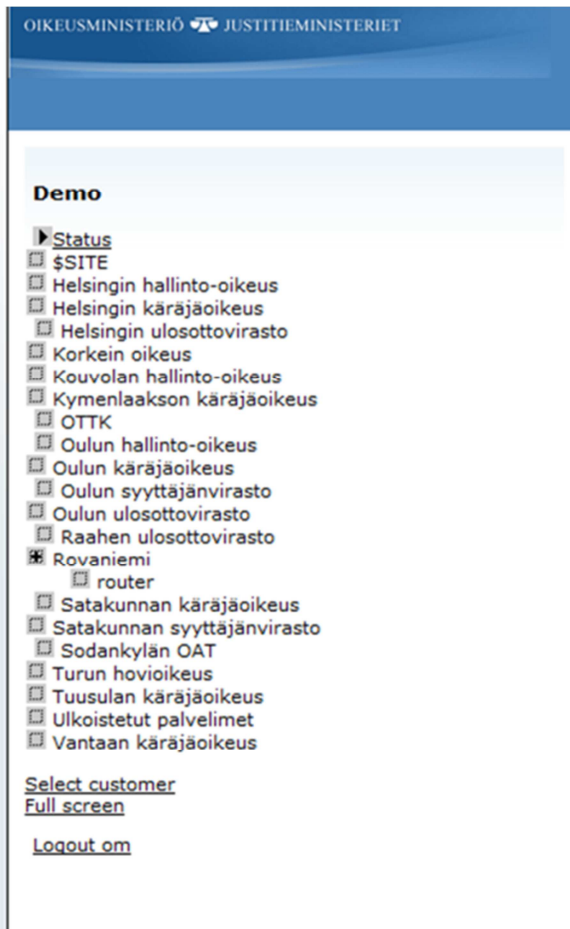 OIKEUSMINISTERIÖ JUSTITIEMINISTERIET
Demo
Status
$SITE
Helsingin hallinto-oikeus
Helsingin käräjäoikeus
Helsingin ulosottovirasto
Korkein oikeus
Kouvolan hallinto-oikeus
Kymenlaakson käräjäoikeus
OTTK
Oulun hallinto-oikeus
Oulun käräjäoikeus
Oulun syyttäjänvirasto
Oulun ulosottovirasto
Raahen ulosottovirasto
Rovaniemi
router
Satakunnan käräjäoikeus
Satakunnan syyttäjänvirasto
Sodankylän OAT
Turun hovioikeus
Tuusulan käräjäoikeus
Ulkoistetut palvelimet
Vantaan käräjäoikeus
Select customer
Full screen
Logout om